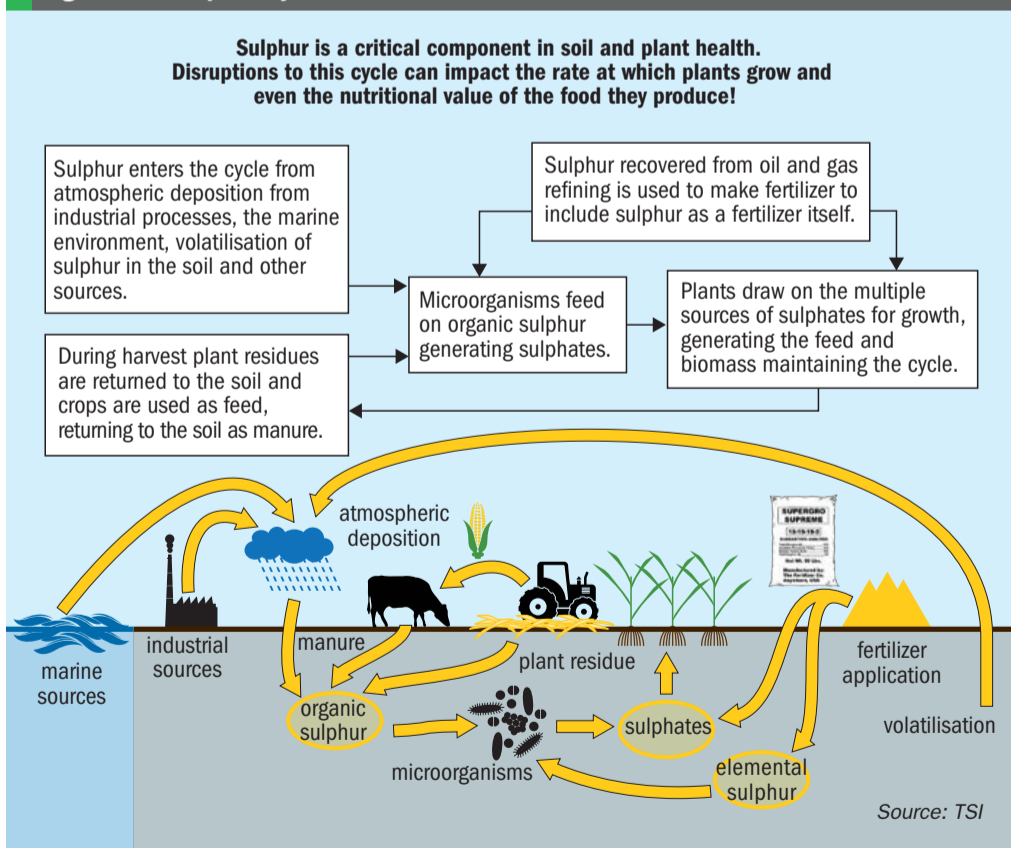 Sulphur is a critical component in soil and plant health.
Disruptions to this cycle can impact the rate at which plants grow and
even the nutritional value of the food they produce!
Sulphur enters the cycle from
atmospheric deposition from
industrial processes, the marine
environment, volatilisation of
sulphur in the soil and other
sources.
Sulphur recovered from oil and gas
refining is used to make fertilizer to
include sulphur as a fertilizer itself.
Microorganisms feed
on organic sulphur
generating sulphates.
Plants draw on the multiple
sources of sulphates for growth,
generating the feed and
biomass maintaining the cycle.
During harvest plant residues
are returned to the soil and
crops are used as feed,
returning to the soil as manure.
atmospheric
deposition
SUPERGRO
SUPREME
marine
sources
industrial
sources
manure
plant residue
fertilizer
application
organic
sulphur
microorganisms
sulphates
elemental
sulphur
volatilisation
Source: TSI